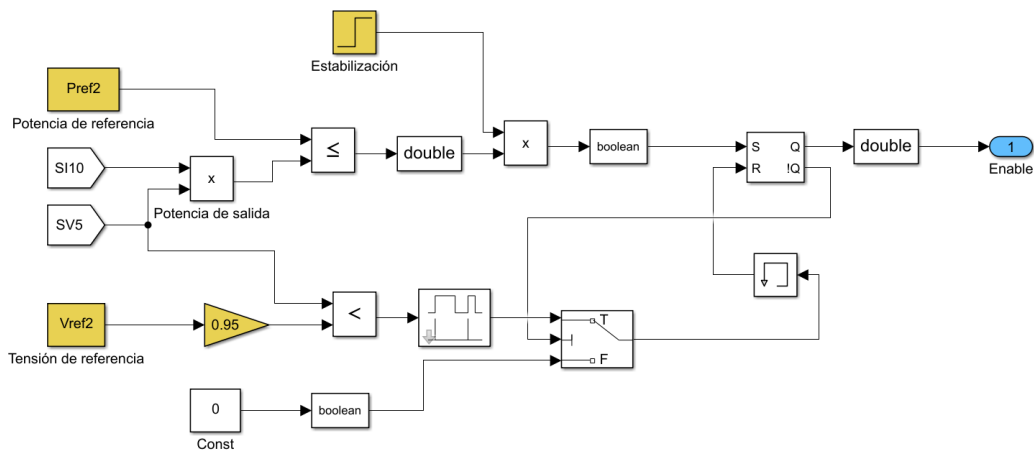 Estabilización
Pref2
Potencia de referencia
≤
double
x
boolean
S Q
R !Q
double
1
Enable
SI10
x
Potencia de salida
SV5
Vref2
Tensión de referencia
0.95
<
T
F
0
Const
boolean